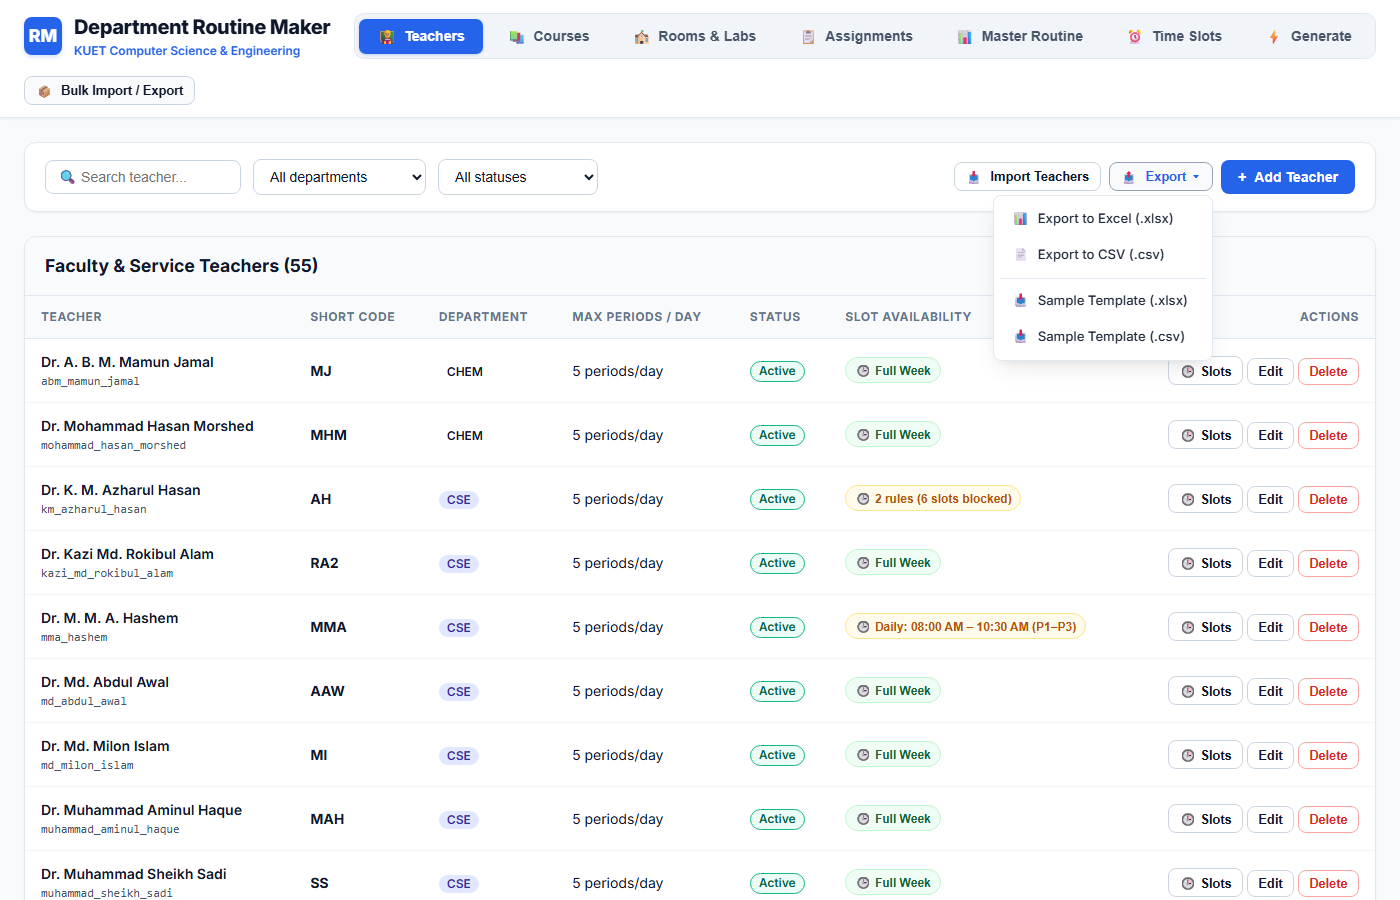 RM
Department Routine Maker
KUET Computer Science & Engineering
Teachers
Courses
Rooms & Labs
Assignments
Master Routine
Time Slots
Generate
Bulk Import / Export
Search teacher...
All departments
All statuses
Import Teachers
Export
+ Add Teacher
Export to Excel (.xlsx)
Export to CSV (.csv)
Sample Template (.xlsx)
Sample Template (.csv)
Faculty & Service Teachers (55)
TEACHER SHORT CODE DEPARTMENT MAX PERIODS / DAY STATUS SLOT AVAILABILITY ACTIONS
Dr. A. B. M. Mamun Jamal
abm_mamun_jamal
MJ CHEM 5 periods/day Active Full Week Slots Edit Delete
Dr. Mohammad Hasan Morshed
mohammad_hasan_morshed
MHM CHEM 5 periods/day Active Full Week Slots Edit Delete
Dr. K. M. Azharul Hasan
km_azharul_hasan
AH CSE 5 periods/day Active 2 rules (6 slots blocked) Slots Edit Delete
Dr. Kazi Md. Rokibul Alam
kazi_md_rokibul_alam
RA2 CSE 5 periods/day Active Full Week Slots Edit Delete
Dr. M. M. A. Hashem
mma_hashem
MMA CSE 5 periods/day Active Daily: 08:00 AM – 10:30 AM (P1–P3) Slots Edit Delete
Dr. Md. Abdul Awal
md_abdul_awal
AAW CSE 5 periods/day Active Full Week Slots Edit Delete
Dr. Md. Milon Islam
md_milon_islam
MI CSE 5 periods/day Active Full Week Slots Edit Delete
Dr. Muhammad Aminul Haque
muhammad_aminul_haque
MAH CSE 5 periods/day Active Full Week Slots Edit Delete
Dr. Muhammad Sheikh Sadi
muhammad_sheikh_sadi
SS CSE 5 periods/day Active Full Week Slots Edit Delete